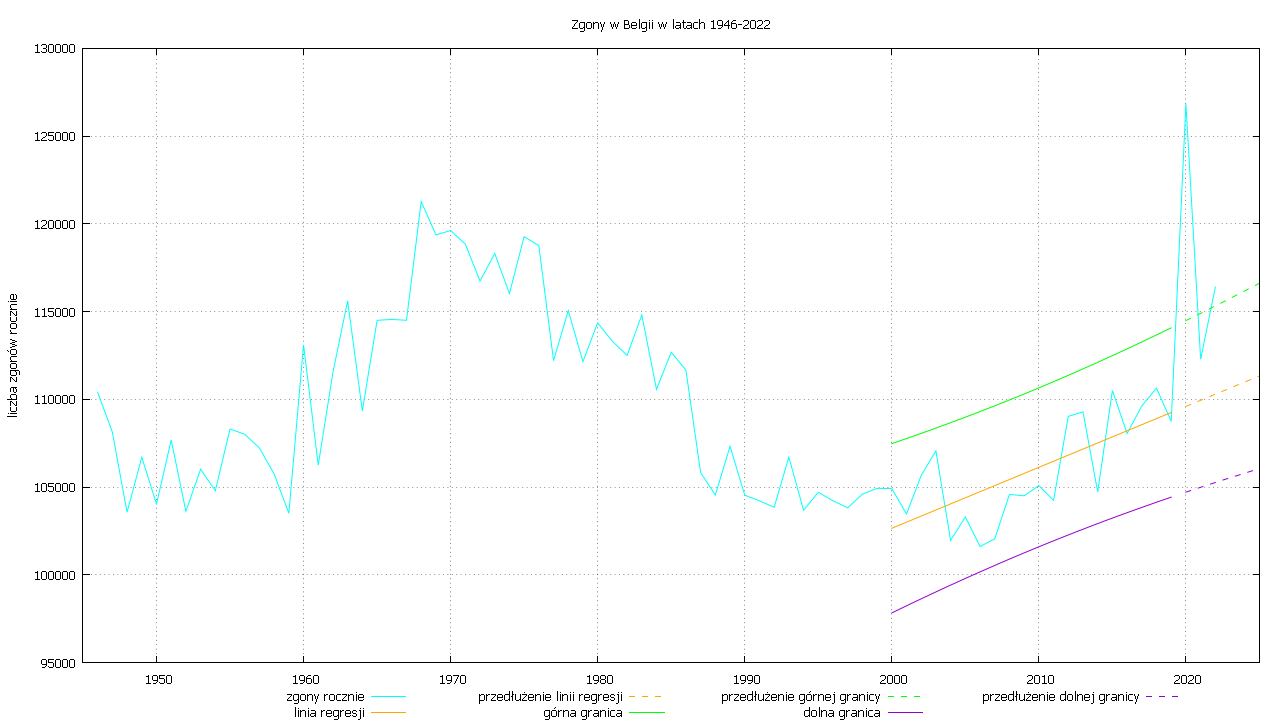 Zgony w Belgii w latach 1946-2022
130000
125000
120000
115000
110000
105000
100000
95000
liczba zgonów rocznie
1950 1960 1970 1980 1990 2000 2010 2020
zgony rocznie przedłużenie linii regresji przedłużenie górnej granicy przedłużenie dolnej granicy
linia regresji górna granica dolna granica